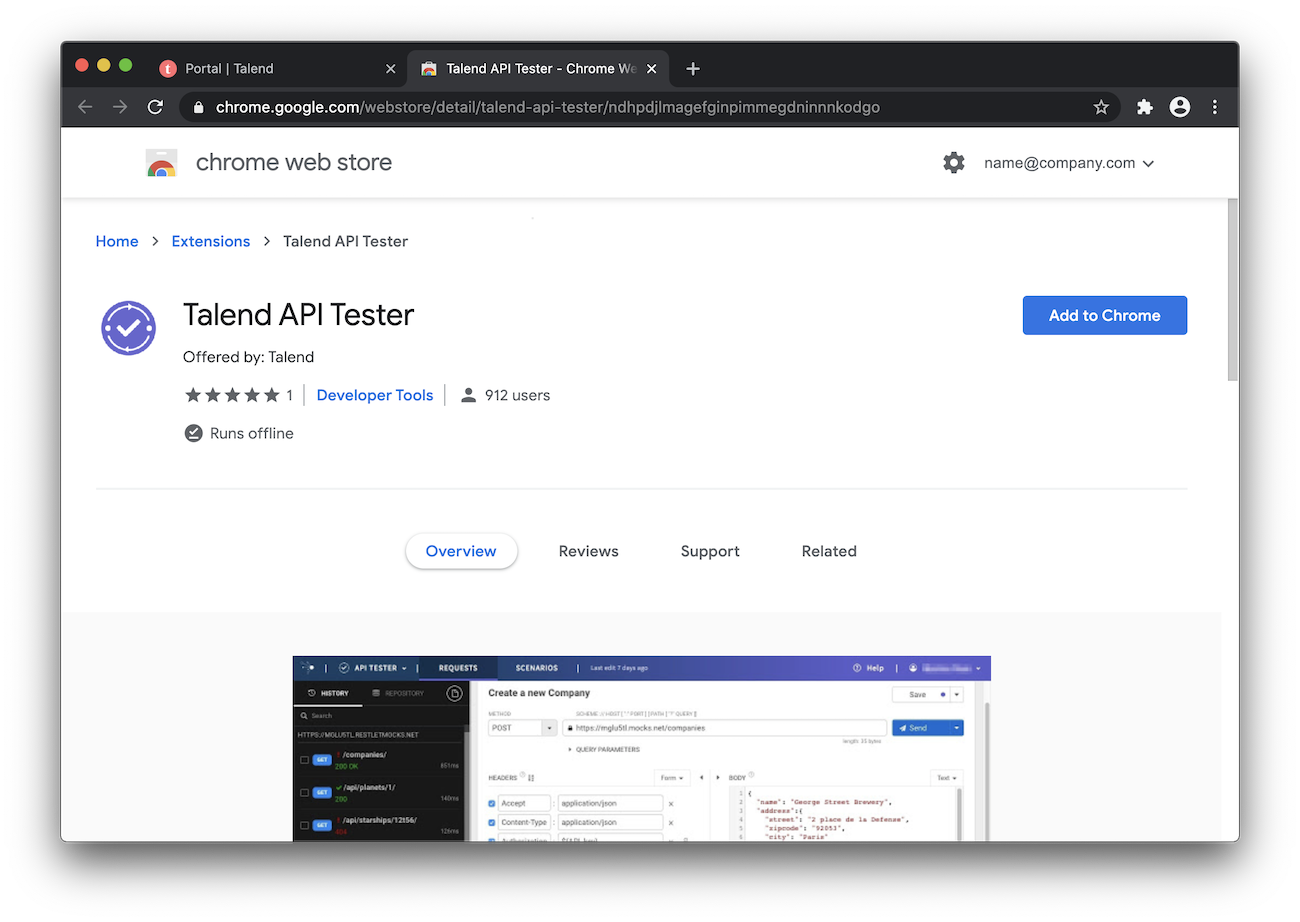 Portal | Talend
Talend API Tester - Chrome We
chrome.google.com/webstore/detail/talend-api-tester/ndhpdjlmagefginpimmegdninnnkodgo
chrome web store
name@company.com
Home > Extensions > Talend API Tester
Talend API Tester
Add to Chrome
Offered by: Talend
1 | Developer Tools | 912 users
Runs offline
Overview Reviews Support Related
API TESTER | REQUESTS SCENARIOS | Last edit 7 days ago Help |
HISTORY REPOSITORY
Create a new Company
Save
Search
METHOD SCHEME :// HOST [ ":" PORT ] [ PATH [ "?" QUERY ]]
POST https://mglu5tl.mocks.net/companies Send
length: 35 bytes
HTTPS://MGLU5TL.RESTLETMOCKS.NET
QUERY PARAMETERS
GET ! /companies/
200 OK 851ms
HEADERS Form BODY Text
GET /api/planets/1/
200 140ms
Accept : application/json
Content-Type : application/json
GET ! /api/starships/12t56/
404 126ms
1 {
2 "name": "George Street Brewery",
3 "address":{
4 "street": "2 place de la Defense",
5 "zipcode": "92053",
6 "city": "Paris"